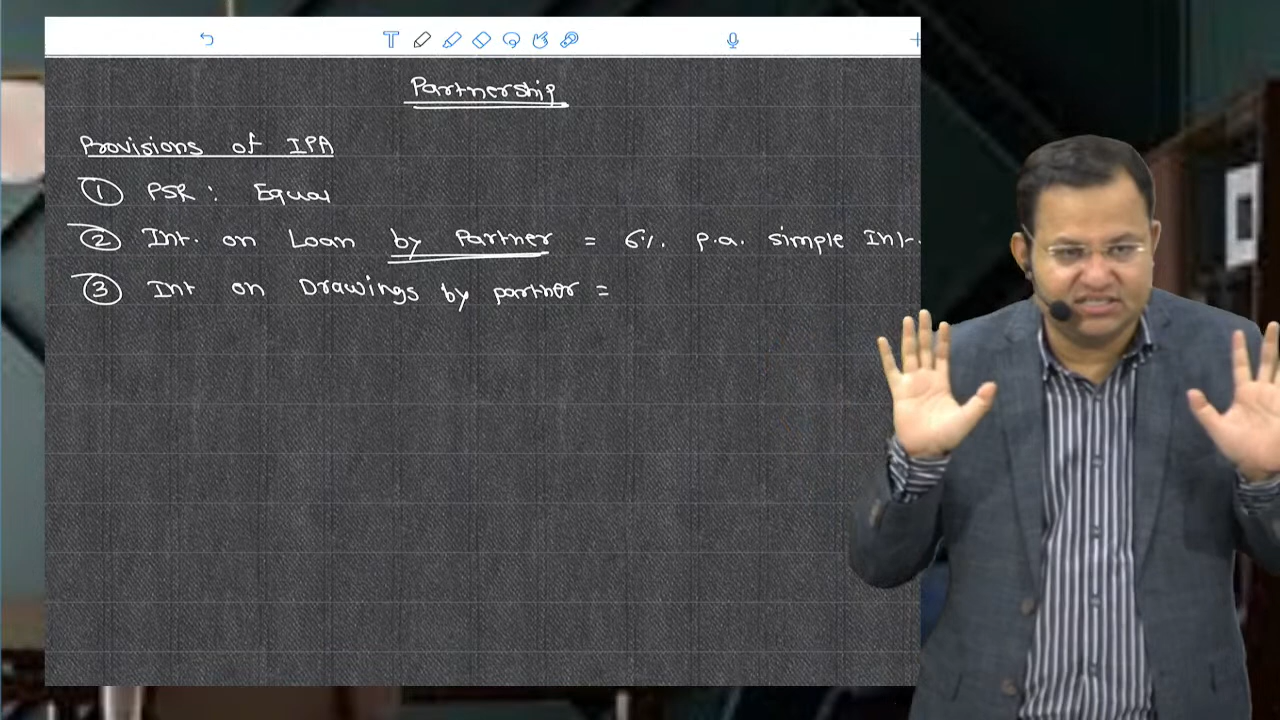 Partnership
Provisions of IPA
① PSR : Equal
② Int. on Loan by Partner = 6%. p.a. simple Int.
③ Int on Drawings by partner =